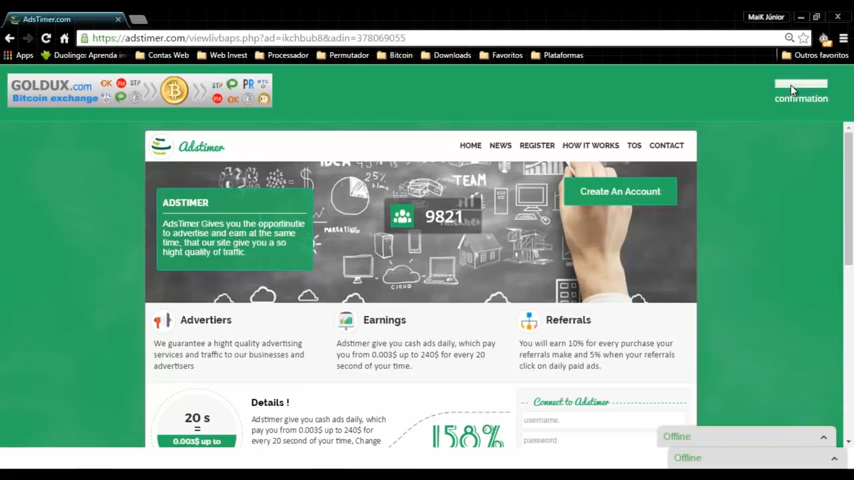 AdsTimer.com
MaiK Júnior
https://adstimer.com/viewlivbaps.php?ad=ikchbub8&adin=378069055
Apps Duolingo: Aprenda in Contas Web Web Invest Processador Permutador Bitcoin Downloads Favoritos Plataformas Outros favoritos
GOLDUX.com
Bitcoin exchange
confirmation
Adstimer HOME NEWS REGISTER HOW IT WORKS TOS CONTACT
IDEA
TEAM
Create An Account
ADSTIMER
AdsTimer Gives you the opportinutie
to advertise and earn at the same
time, that our site give you a so
hight quality of traffic.
9821
MARKETING
CLOUD
Advertiers Earnings Referrals
We guarantee a hight quality advertising
services and traffic to our businesses and
advertisers
Adstimer give you cash ads daily, which pay
you from 0.003$ up to 240$ for every 20
second of your time.
You will earn 10% for every purchase your
referrals make and 5% when your referrals
click on daily paid ads.
20 s
=
0.003$ up to
Details !
Adstimer give you cash ads daily, which
pay you from 0.003$ up to 240$ for
every 20 second of your time, Change
158%
Connect to Adstimer
username.
password
Offline
Offline